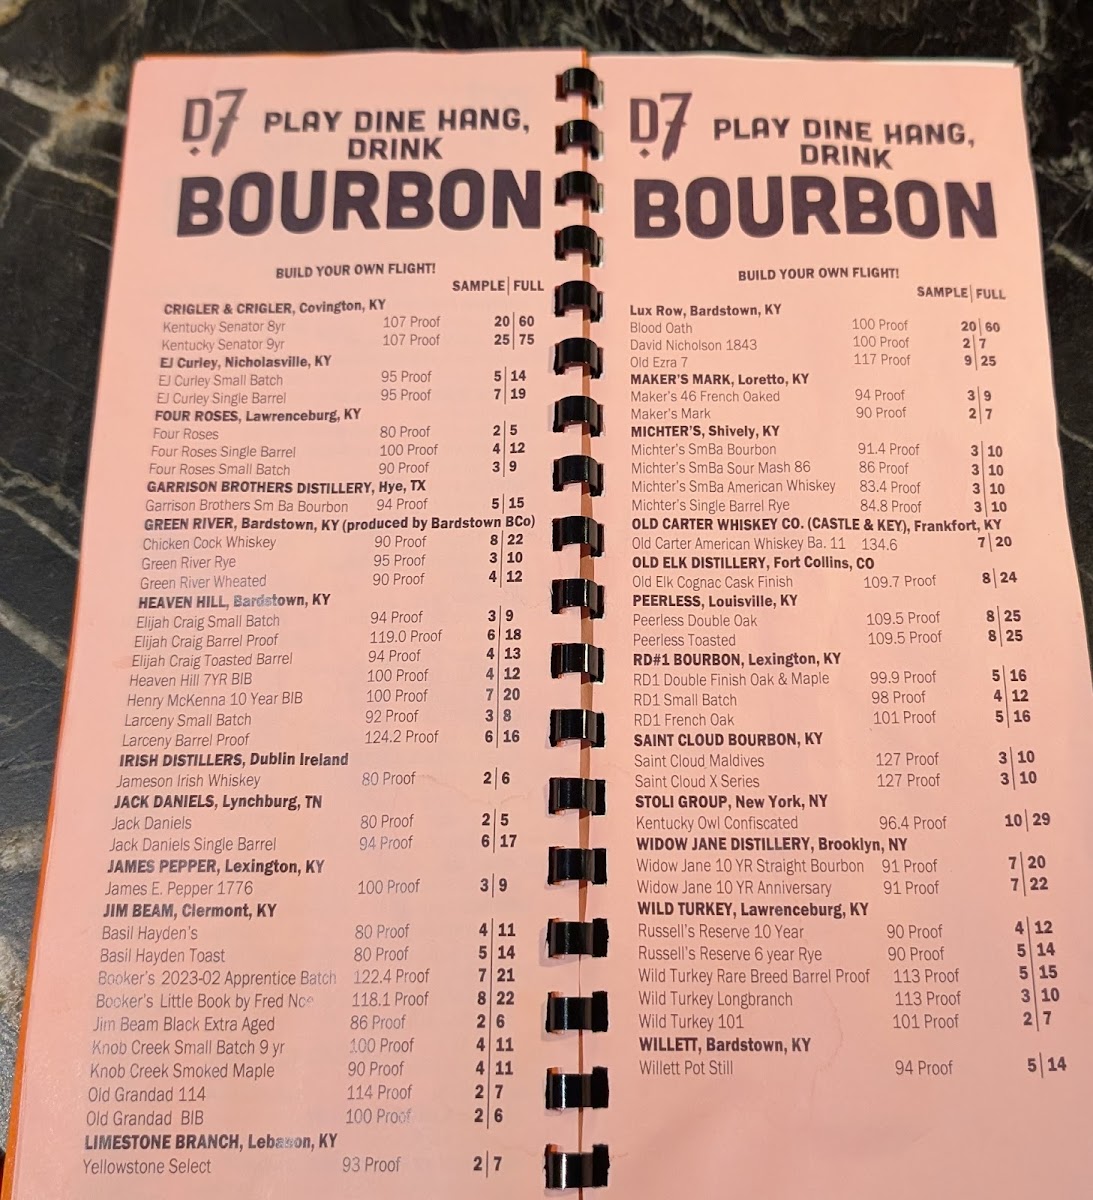 D7 PLAY DINE HANG,
DRINK
BOURBON
BUILD YOUR OWN FLIGHT!
SAMPLE|FULL
CRIGLER & CRIGLER, Covington, KY
Kentucky Senator 8yr 107 Proof 20|60
Kentucky Senator 9yr 107 Proof 25|75
EJ Curley, Nicholasville, KY
EJ Curley Small Batch 95 Proof 5|14
EJ Curley Single Barrel 95 Proof 7|19
FOUR ROSES, Lawrenceburg, KY
Four Roses 80 Proof 2|5
Four Roses Single Barrel 100 Proof 4|12
Four Roses Small Batch 90 Proof 3|9
GARRISON BROTHERS DISTILLERY, Hye, TX
Garrison Brothers Sm Ba Bourbon 94 Proof 5|15
GREEN RIVER, Bardstown, KY (produced by Bardstown BCo)
Chicken Cock Whiskey 90 Proof 8|22
Green River Rye 95 Proof 3|10
Green River Wheated 90 Proof 4|12
HEAVEN HILL, Bardstown, KY
Elijah Craig Small Batch 94 Proof 3|9
Elijah Craig Barrel Proof 119.0 Proof 6|18
Elijah Craig Toasted Barrel 94 Proof 4|13
Heaven Hill 7YR BIB 100 Proof 4|12
Henry McKenna 10 Year BIB 100 Proof 7|20
Larceny Small Batch 92 Proof 3|8
Larceny Barrel Proof 124.2 Proof 6|16
IRISH DISTILLERS, Dublin Ireland
Jameson Irish Whiskey 80 Proof 2|6
JACK DANIELS, Lynchburg, TN
Jack Daniels 80 Proof 2|5
Jack Daniels Single Barrel 94 Proof 6|17
JAMES PEPPER, Lexington, KY
James E. Pepper 1776 100 Proof 3|9
JIM BEAM, Clermont, KY
Basil Hayden's 80 Proof 4|11
Basil Hayden Toast 80 Proof 5|14
Booker's 2023-02 Apprentice Batch 122.4 Proof 7|21
Booker's Little Book by Fred Noe 118.1 Proof 8|22
Jim Beam Black Extra Aged 86 Proof 2|6
Knob Creek Small Batch 9 yr 100 Proof 4|11
Knob Creek Smoked Maple 90 Proof 4|11
Old Grandad 114 114 Proof 2|7
Old Grandad BIB 100 Proof 2|6
LIMESTONE BRANCH, Lebanon, KY
Yellowstone Select 93 Proof 2|7
D7 PLAY DINE HANG,
DRINK
BOURBON
BUILD YOUR OWN FLIGHT!
SAMPLE|FULL
Lux Row, Bardstown, KY
Blood Oath 100 Proof 20|60
David Nicholson 1843 100 Proof 2|7
Old Ezra 7 117 Proof 9|25
MAKER'S MARK, Loretto, KY
Maker's 46 French Oaked 94 Proof 3|9
Maker's Mark 90 Proof 2|7
MICHTER'S, Shively, KY
Michter's SmBa Bourbon 91.4 Proof 3|10
Michter's SmBa Sour Mash 86 86 Proof 3|10
Michter's SmBa American Whiskey 83.4 Proof 3|10
Michter's Single Barrel Rye 84.8 Proof 3|10
OLD CARTER WHISKEY CO. (CASTLE & KEY), Frankfort, KY
Old Carter American Whiskey Ba. 11 134.6 7|20
OLD ELK DISTILLERY, Fort Collins, CO
Old Elk Cognac Cask Finish 109.7 Proof 8|24
PEERLESS, Louisville, KY
Peerless Double Oak 109.5 Proof 8|25
Peerless Toasted 109.5 Proof 8|25
RD#1 BOURBON, Lexington, KY
RD1 Double Finish Oak & Maple 99.9 Proof 5|16
RD1 Small Batch 98 Proof 4|12
RD1 French Oak 101 Proof 5|16
SAINT CLOUD BOURBON, KY
Saint Cloud Maldives 127 Proof 3|10
Saint Cloud X Series 127 Proof 3|10
STOLI GROUP, New York, NY
Kentucky Owl Confiscated 96.4 Proof 10|29
WIDOW JANE DISTILLERY, Brooklyn, NY
Widow Jane 10 YR Straight Bourbon 91 Proof 7|20
Widow Jane 10 YR Anniversary 91 Proof 7|22
WILD TURKEY, Lawrenceburg, KY
Russell's Reserve 10 Year 90 Proof 4|12
Russell's Reserve 6 year Rye 90 Proof 5|14
Wild Turkey Rare Breed Barrel Proof 113 Proof 5|15
Wild Turkey Longbranch 113 Proof 3|10
Wild Turkey 101 101 Proof 2|7
WILLETT, Bardstown, KY
Willett Pot Still 94 Proof 5|14